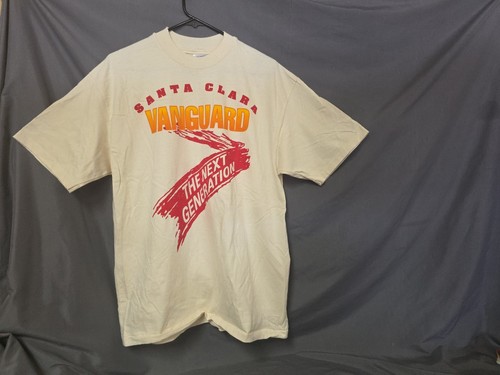 SANTA CLARA
VANGUARD
THE NEXT
GENERATION